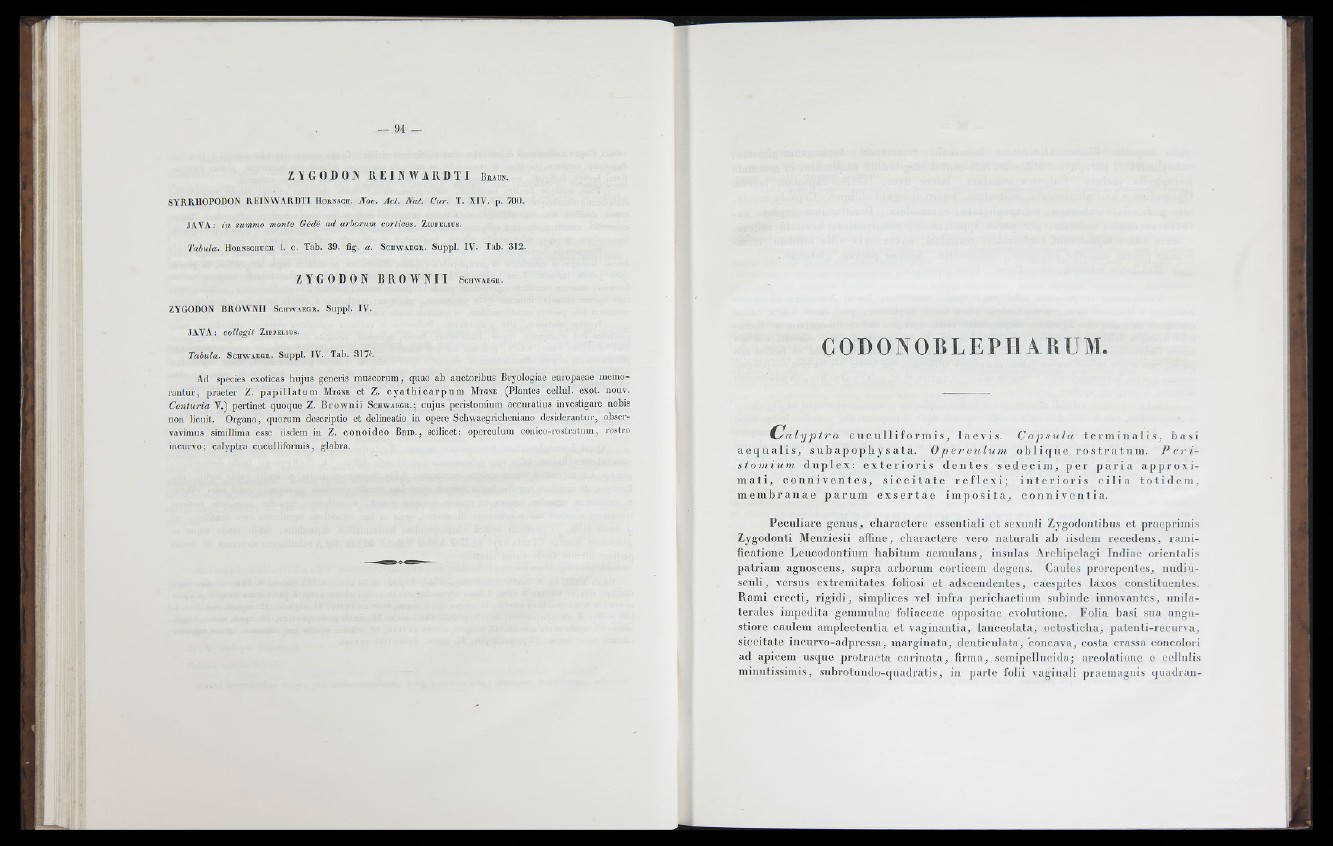 — 94 —
ZYGODON REINWARDTI Braun.
SYRRHOPODON REINWARDTI Hornsch. Nov. Act. Nat. Cur. T. XIV. p. 700.
JAVA: in summo monte Gédé ad arborum cortices. Zippelius.
Tabula. Hornschuch l. c. Tab. 39. fig. a. Schwaegr. Suppl. IV. Tab. 312.
ZYGODON BROWNII Schwaegr.
ZYGODON BROWNII Schwaegr. Suppl. IV.
JAVA: collegit Zippelius.
Tabula. Schwaegr. Suppl. IV. Tab. 317b.
Ad species exoticas hujus generis muscorum, quae ab auctoribus Bryologiae europaeae memo-
rantur, praeter Z. papillatum Mtgne et Z. cyathicarpum Mtgne (Plantes cellul. exot. nouv.
Centuria V.) pertinet quoque Z. Brownii Schwaegr.; cujus peristomium accuratius investigare nobis
non licuit. Organa, quorum descriptio et delineatio in opere Schwaegricheniano desiderantur, obser-
vavimus simillima esse iisdem in Z. conoideo Brid., scilicet: operculum conico-rostratum, rostro
incurvo; calyptra cuculliformis, glabra.
CODONOBLEPHARUM.
Calyptra cuculliformis, laevis. Capsula terminalis, basi
aequalis, subapophysata. Operculum oblique rostratum. Peri-
stomium duplex: exterioris dentes sedecim, per paria approxi-
mati, conniventes, siccitate reflexi; interioris cilia totidem,
membranae parum exsertae imposita, conniventia.
Peculiare genus, charactere essentiali et sexuali Zygodontibus et praeprimis
Zygodonti Menziesii affine, charactere vero naturali ab iisdem recedens, rami-
ficatione Leucodontium habitum aemulans, insulas Archipelagi Indiae orientalis
patriam agnoscens, supra arborum corticem degens. Caules prorepentes, nudiu-
sculi, versus extremitates foliosi et adscendentes, caespites laxos constituentes.
Rami erecti, rigidi, simplices vel infra perichaetium subinde innovantes, unila-
terales impedita gemmulae foliaceae oppositae evolutione. Folia basi sua angu-
stiore caulem amplectentia et vaginantia, lanceolata, octosticha, patenti-recurva,
siccitate incurvo-adpressa, marginata, denticulata, concava, costa crassa concolori
ad apicem usque protracta carinata, firma, semipellucida; areolatione e cellulis
minutissimis, subrotundo-quadratis, in parte folii vaginali praemagnis quadran-